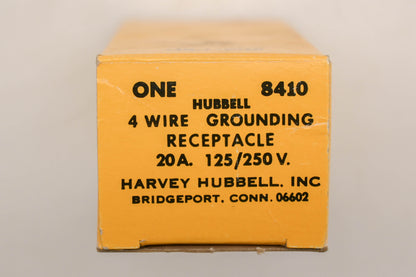 ONE 8410
HUBBELL
4 WIRE GROUNDING
RECEPTACLE
20A. 125/250 V.
HARVEY HUBBELL, INC
BRIDGEPORT, CONN. 06602